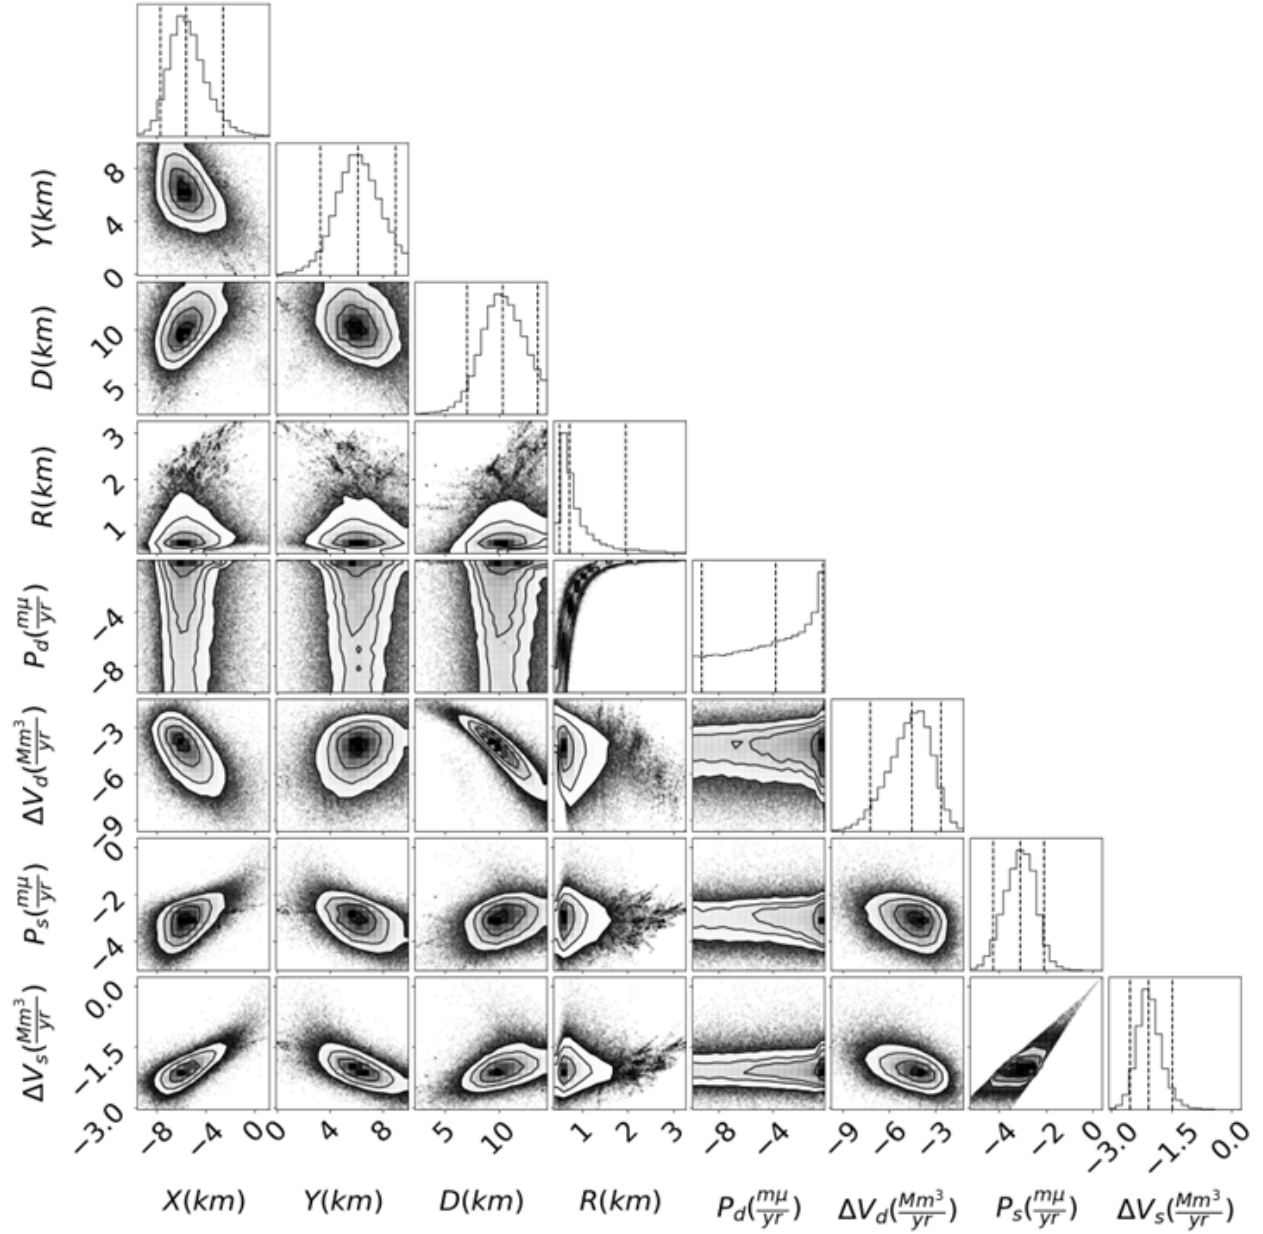 Y(km)
8
4
0
D(km)
10
5
R(km)
3
2
1
P_d(mμ/yr)
−4
−8
ΔV_d(Mm³/yr)
−3
−6
−9
P_s(mμ/yr)
0
−2
−4
ΔV_s(Mm³/yr)
0.0
−1.5
−3.0
−8 −4 0 0 4 8 5 10 1 2 3 −8 −4 −9 −6 −3 −4 −2 0 −3.0 −1.5 0.0
X(km) Y(km) D(km) R(km) P_d(mμ/yr) ΔV_d(Mm³/yr) P_s(mμ/yr) ΔV_s(Mm³/yr)